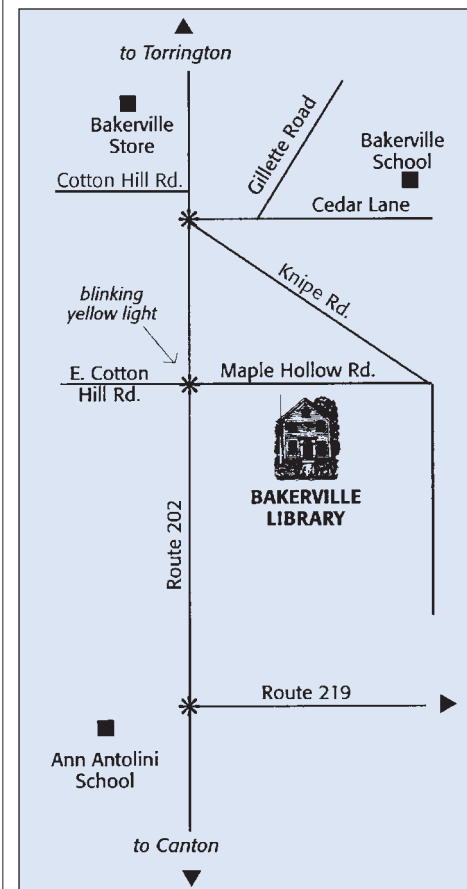 to Torrington
Bakerville
Store
Gillette Road
Bakerville
School
Cotton Hill Rd.
Cedar Lane
Knipe Rd.
blinking
yellow light
E. Cotton
Hill Rd.
Maple Hollow Rd.
BAKERVILLE
LIBRARY
Route 202
Route 219
Ann Antolini
School
to Canton